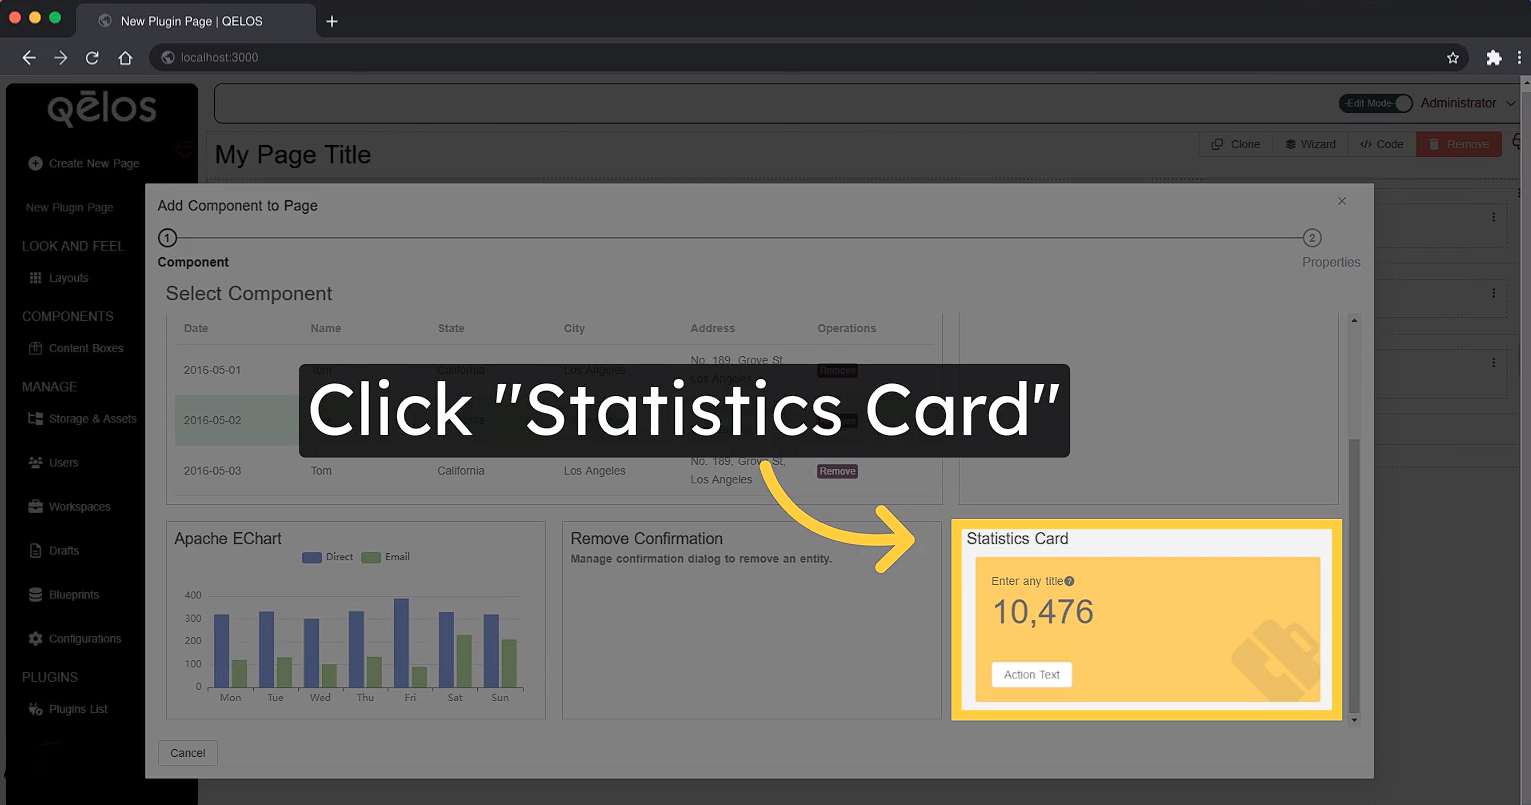 New Plugin Page | QELOS
localhost:3000
Qēlos
-Edit Mode-
Administrator
Create New Page
My Page Title
Clone
Wizard
</> Code
Remove
New Plugin Page
LOOK AND FEEL
Layouts
COMPONENTS
Content Boxes
MANAGE
Storage & Assets
Users
Workspaces
Drafts
Blueprints
Configurations
PLUGINS
Plugins List
Add Component to Page
1
2
Component
Properties
Select Component
Date Name State City Address Operations
2016-05-01 Tom California Los Angeles No. 189, Grove St, Los Angeles Remove
Click "Statistics Card"
2016-05-02
2016-05-03 Tom California Los Angeles No. 189, Grove St, Los Angeles Remove
Apache EChart
Direct Email
400
300
200
100
0
Mon Tue Wed Thu Fri Sat Sun
Remove Confirmation
Manage confirmation dialog to remove an entity.
Statistics Card
Enter any title?
10,476
Action Text
Cancel